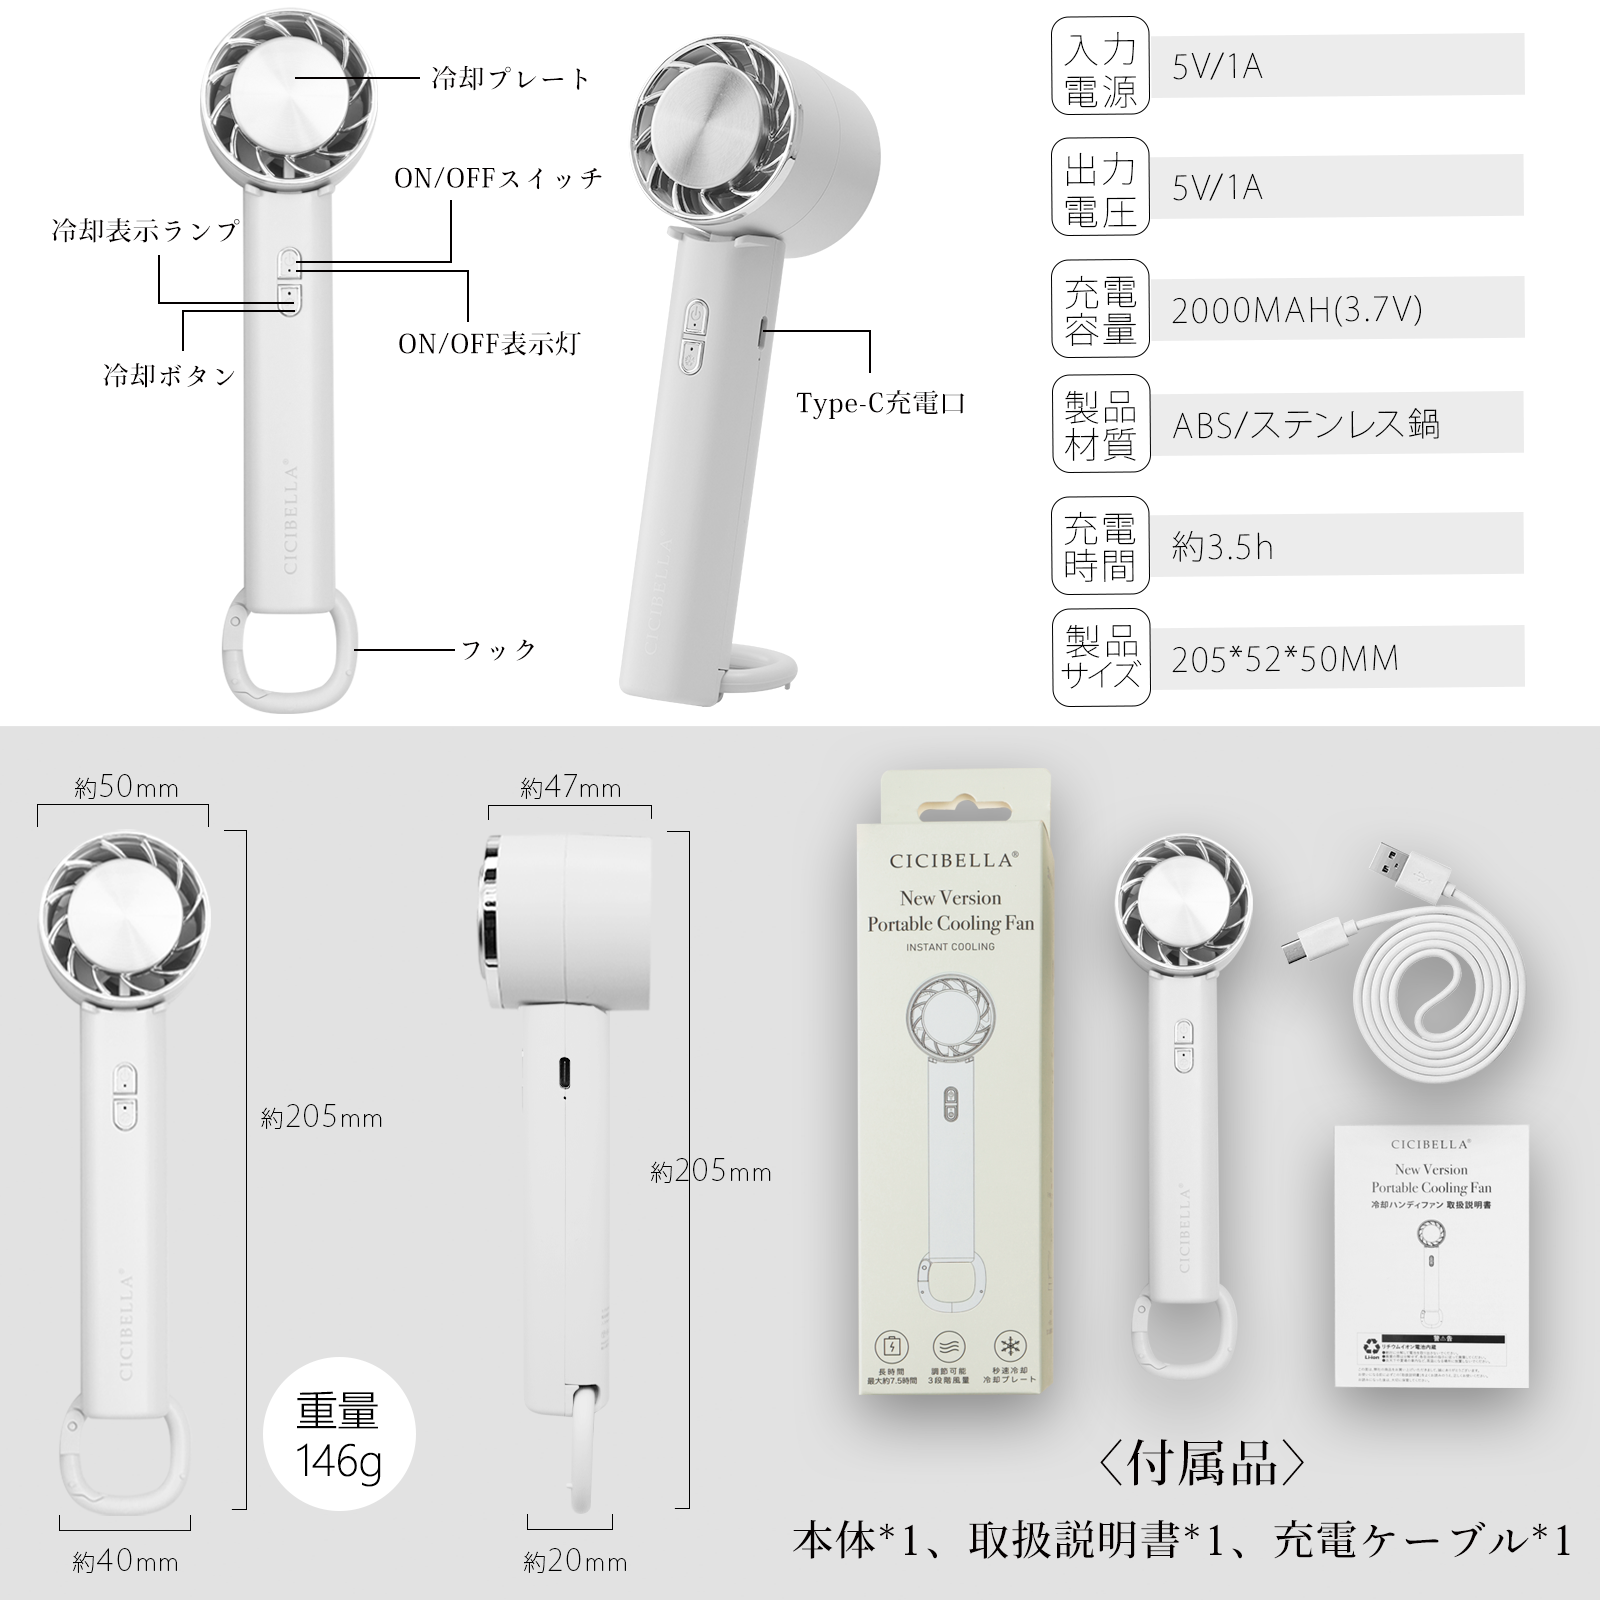 冷却プレート
ON/OFFスイッチ
冷却表示ランプ
ON/OFF表示灯
冷却ボタン
CICIBELLA®
フック
Type-C充電口
CICIBELLA
入力
電源
5V/1A
出力
電圧
5V/1A
充電
容量
2000MAH(3.7V)
製品
材質
ABS/ステンレス鍋
充電
時間
約3.5h
製品
サイズ
205*52*50MM
約50mm
約205mm
CICIBELLA®
重量
146g
約40mm
約47mm
約205mm
約20mm
CICIBELLA®
New Version
Portable Cooling Fan
INSTANT COOLING
長時間
最大約7.5時間
調節可能
3段階風量
秒速冷却
冷却プレート
CICIBELLA®
CICIBELLA®
New Version
Portable Cooling Fan
冷却ハンディファン 取扱説明書
警告
リチウムイオン電池内蔵
Li-ion
〈付属品〉
本体*1、取扱説明書*1、充電ケーブル*1